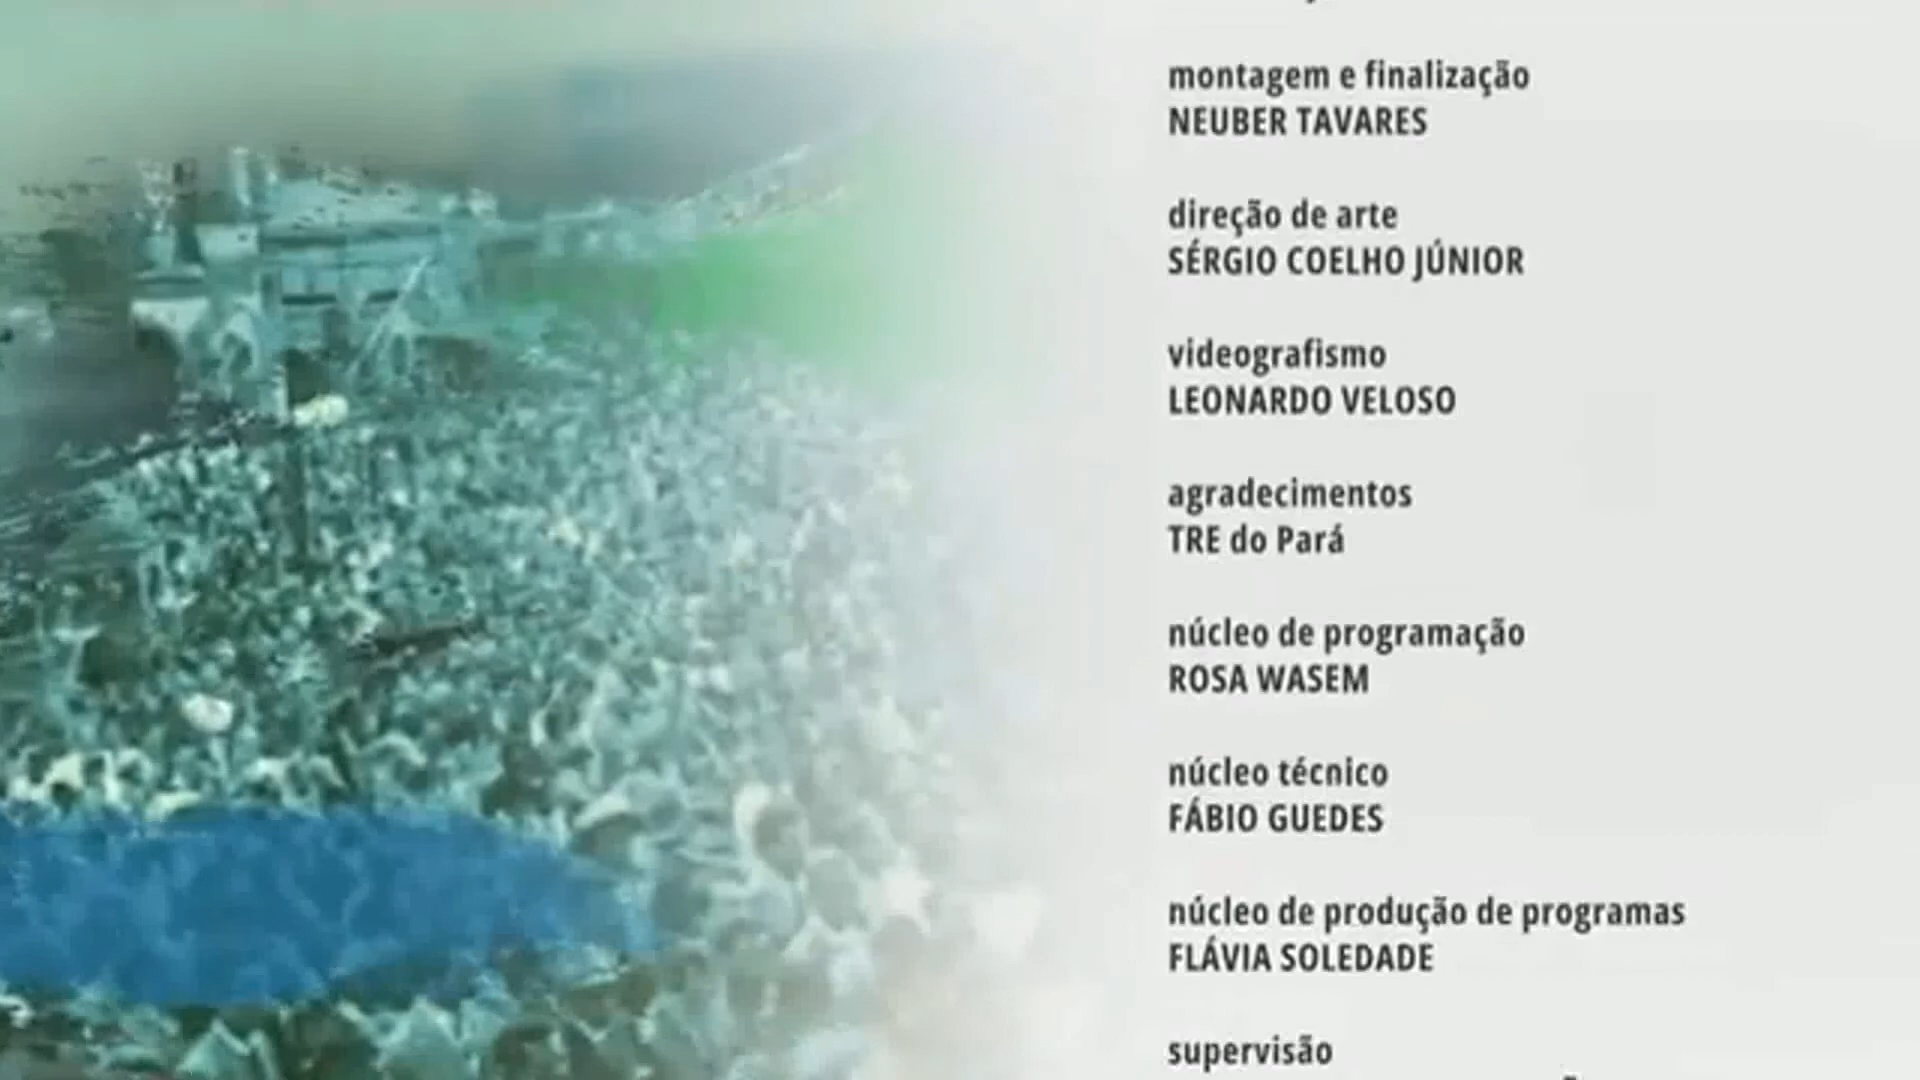 montagem e finalização
NEUBER TAVARES
direção de arte
SÉRGIO COELHO JÚNIOR
videografismo
LEONARDO VELOSO
agradecimentos
TRE do Pará
núcleo de programação
ROSA WASEM
núcleo técnico
FÁBIO GUEDES
núcleo de produção de programas
FLÁVIA SOLEDADE
supervisão